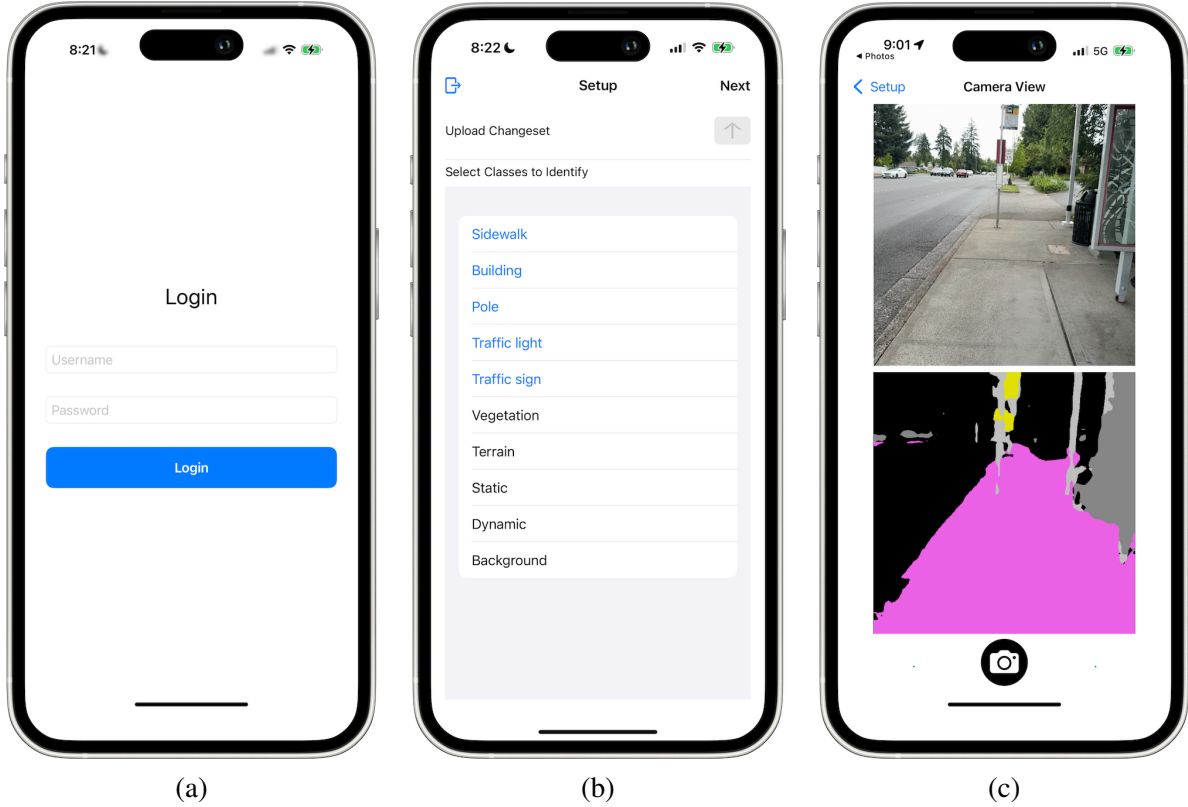 8:21
Login
Username
Password
Login
(a)
8:22
Setup
Next
Upload Changeset
Select Classes to Identify
Sidewalk
Building
Pole
Traffic light
Traffic sign
Vegetation
Terrain
Static
Dynamic
Background
(b)
9:01
◀ Photos
5G
Setup
Camera View
(c)